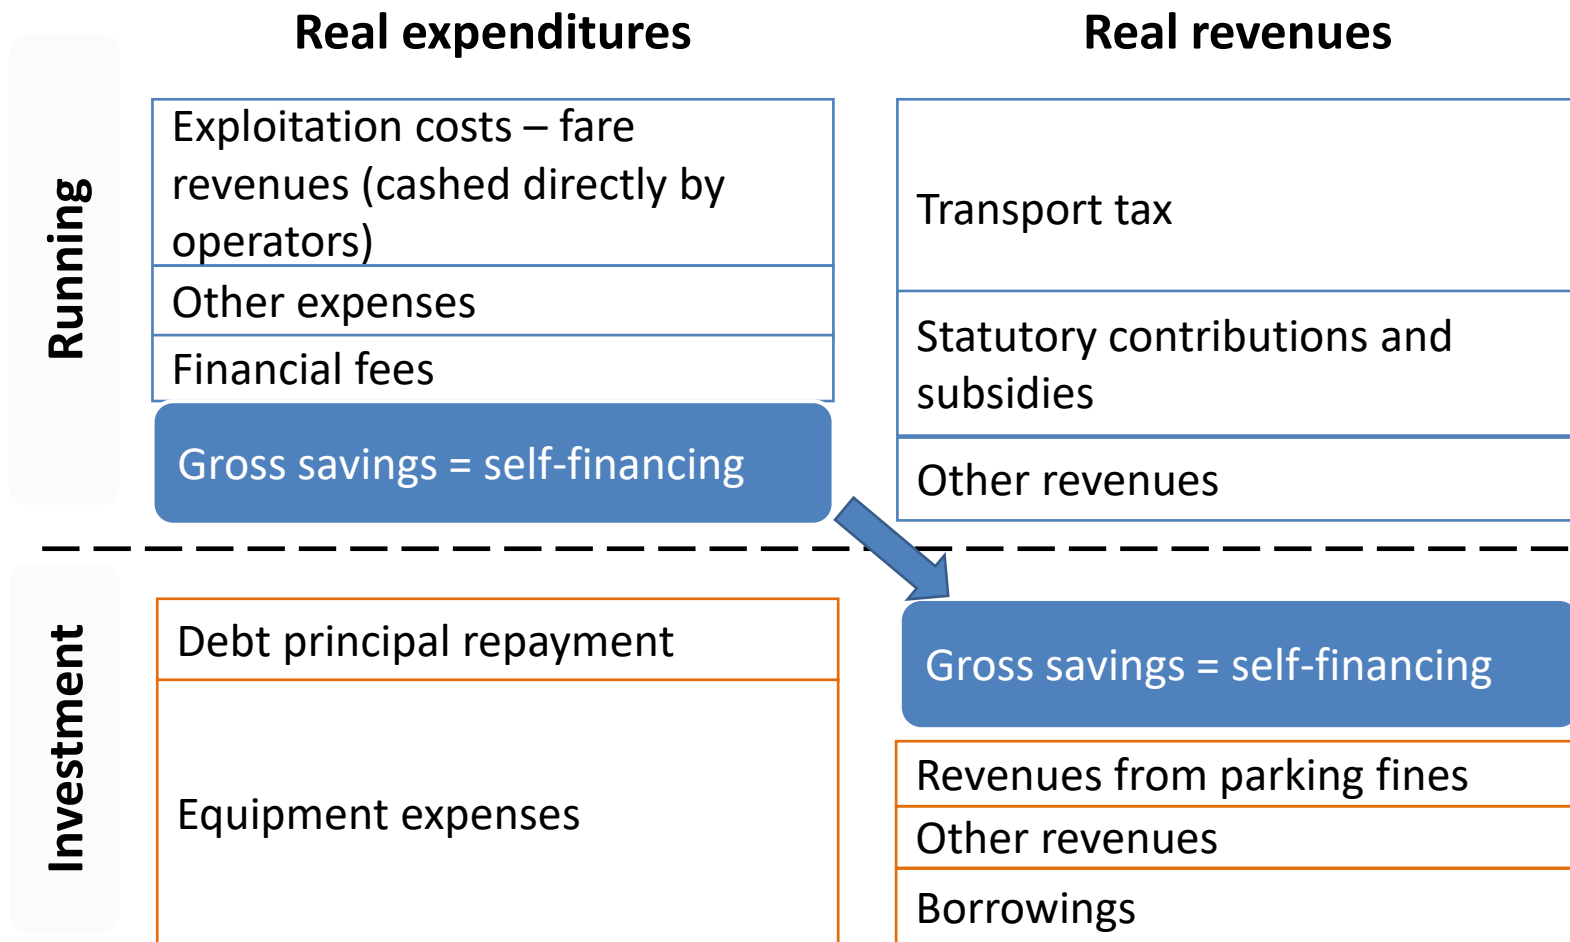 Real expenditures
Real revenues
Running
Exploitation costs – fare
revenues (cashed directly by
operators)
Other expenses
Financial fees
Gross savings = self-financing
Transport tax
Statutory contributions and
subsidies
Other revenues
Investment
Debt principal repayment
Equipment expenses
Gross savings = self-financing
Revenues from parking fines
Other revenues
Borrowings